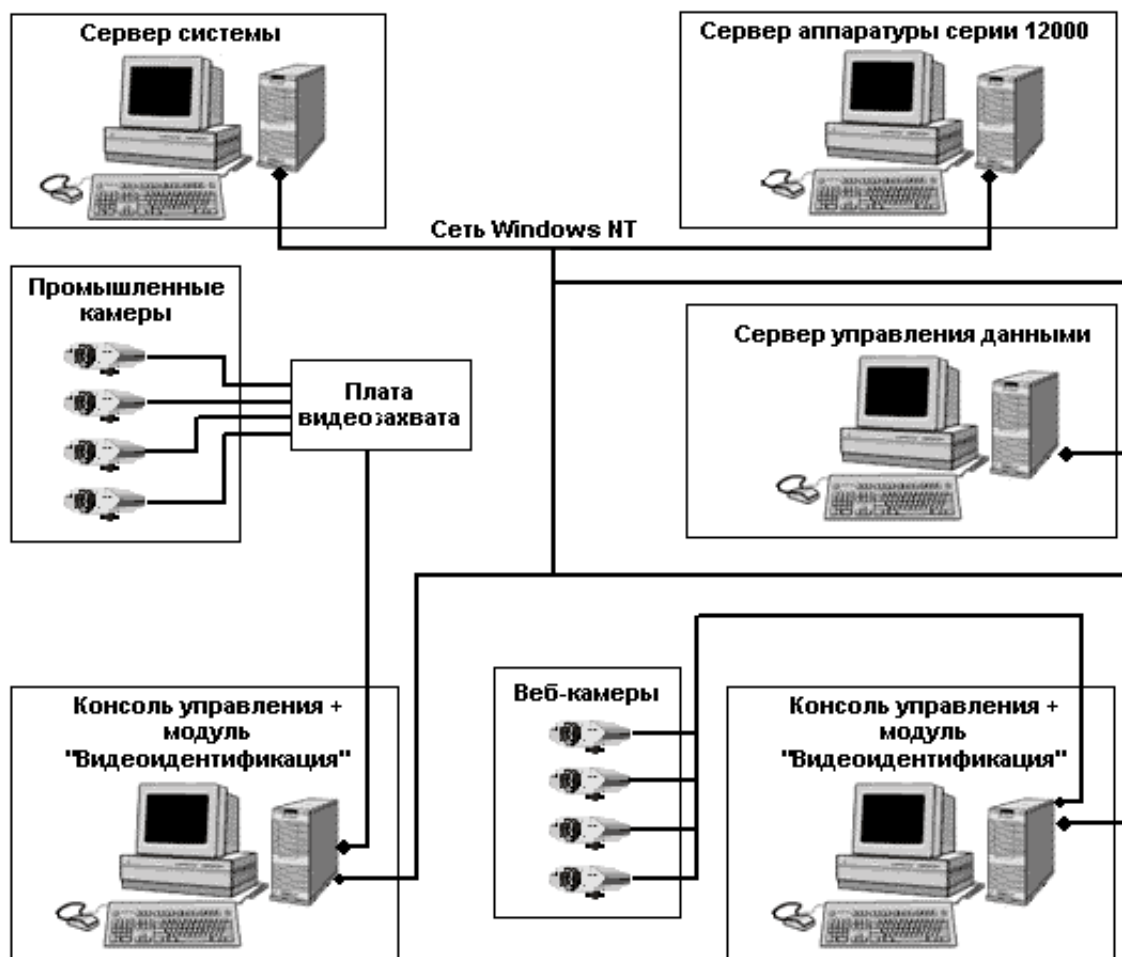 Сервер системы
Сервер аппаратуры серии 12000
Сеть Windows NT
Промышленные
камеры
Сервер управления данными
Плата
видеозахвата
Веб-камеры
Консоль управления +
модуль
"Видеоидентификация"
Консоль управления +
модуль
"Видеоидентификация"